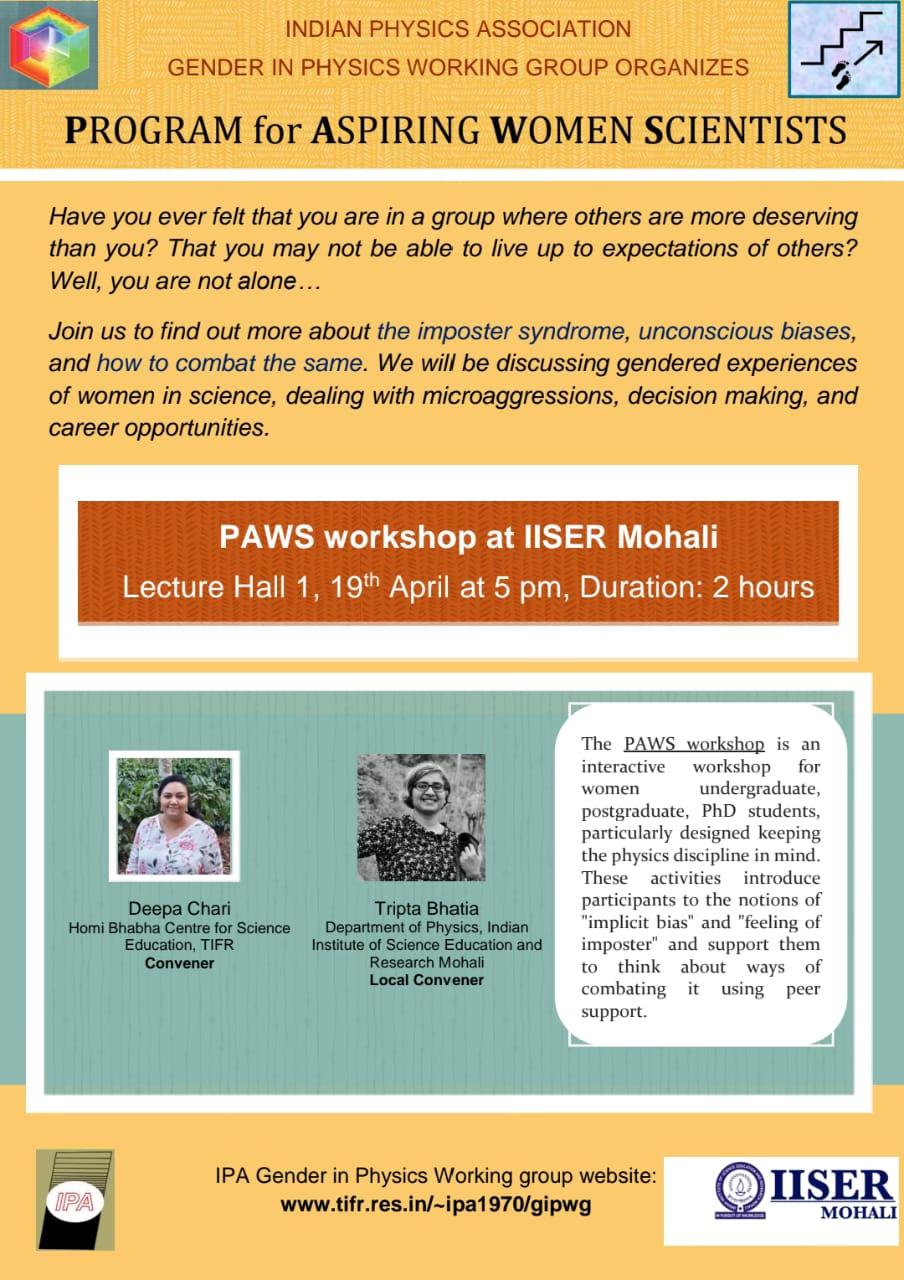 INDIAN PHYSICS ASSOCIATION
GENDER IN PHYSICS WORKING GROUP ORGANIZES
PROGRAM for ASPIRING WOMEN SCIENTISTS
Have you ever felt that you are in a group where others are more deserving
than you? That you may not be able to live up to expectations of others?
Well, you are not alone…
Join us to find out more about the imposter syndrome, unconscious biases,
and how to combat the same. We will be discussing gendered experiences
of women in science, dealing with microaggressions, decision making, and
career opportunities.
PAWS workshop at IISER Mohali
Lecture Hall 1, 19th April at 5 pm, Duration: 2 hours
Deepa Chari
Homi Bhabha Centre for Science
Education, TIFR
Convener
Tripta Bhatia
Department of Physics, Indian
Institute of Science Education and
Research Mohali
Local Convener
The PAWS workshop is an
interactive workshop for
women undergraduate,
postgraduate, PhD students,
particularly designed keeping
the physics discipline in mind.
These activities introduce
participants to the notions of
"implicit bias" and "feeling of
imposter" and support them
to think about ways of
combating it using peer
support.
IPA
IPA Gender in Physics Working group website:
www.tifr.res.in/~ipa1970/gipwg
IISER
MOHALI